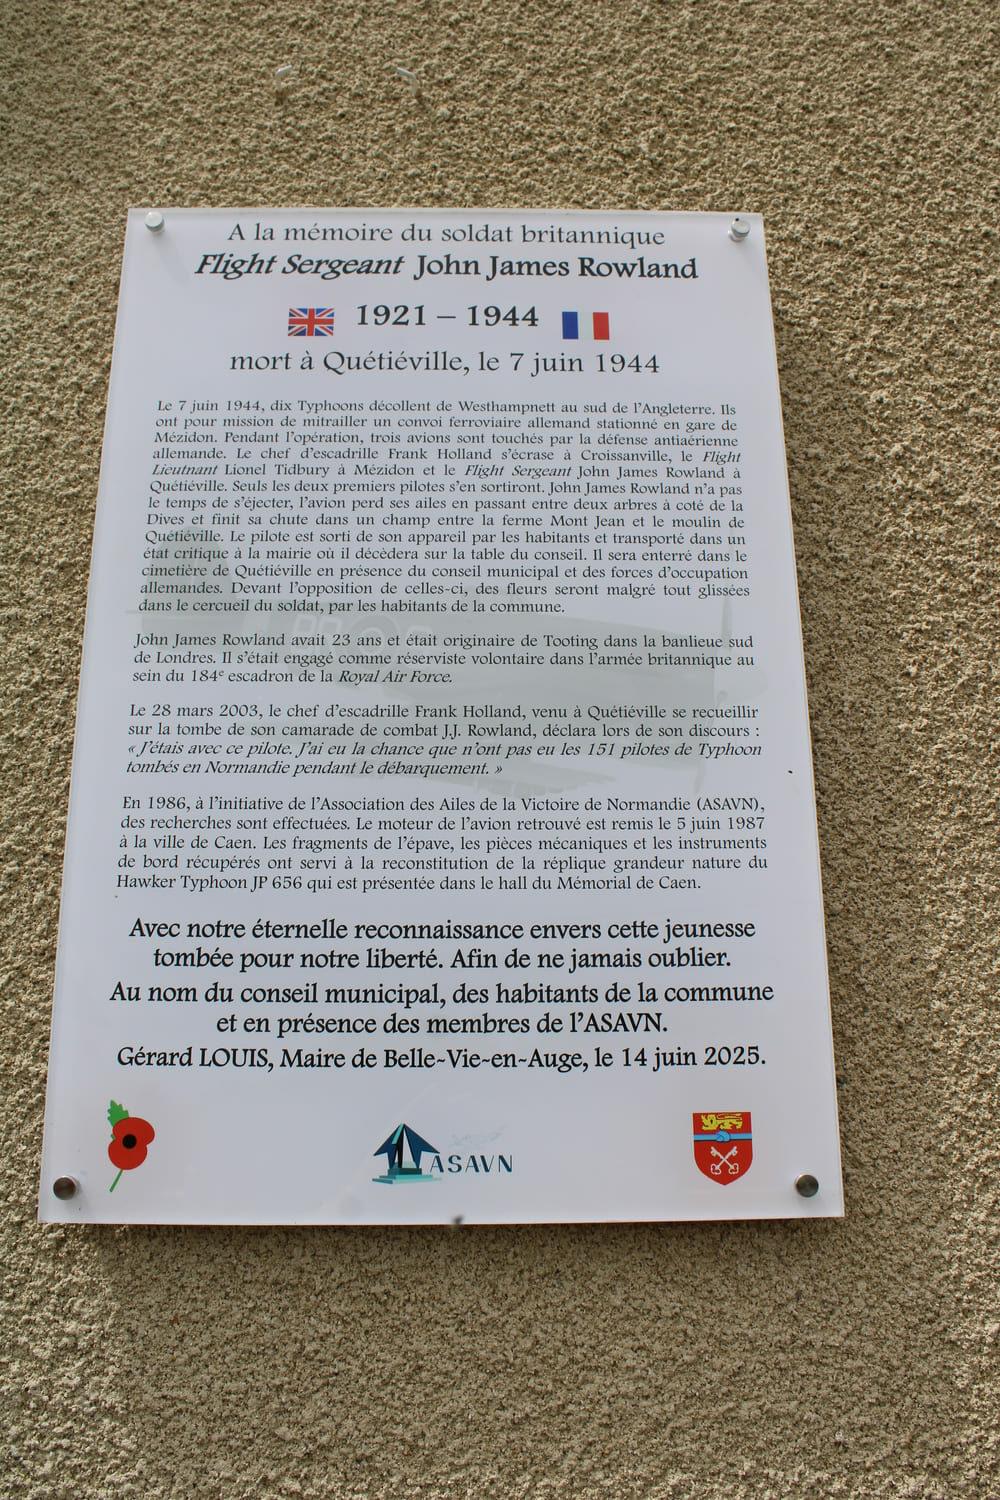 A la mémoire du soldat britannique
Flight Sergeant John James Rowland
1921 – 1944
mort à Quétiéville, le 7 juin 1944
Le 7 juin 1944, dix Typhoons décollent de Westhampnett au sud de l'Angleterre. Ils
ont pour mission de mitrailler un convoi ferroviaire allemand stationné en gare de
Mézidon. Pendant l'opération, trois avions sont touchés par la défense antiaérienne
allemande. Le chef d'escadrille Frank Holland s'écrase à Croissanville, le Flight
Lieutnant Lionel Tidbury à Mézidon et le Flight Sergeant John James Rowland à
Quétiéville. Seuls les deux premiers pilotes s'en sortiront. John James Rowland n'a pas
le temps de s'éjecter, l'avion perd ses ailes en passant entre deux arbres à coté de la
Dives et finit sa chute dans un champ entre la ferme Mont Jean et le moulin de
Quétiéville. Le pilote est sorti de son appareil par les habitants et transporté dans un
état critique à la mairie où il décèdera sur la table du conseil. Il sera enterré dans le
cimetière de Quétiéville en présence du conseil municipal et des forces d'occupation
allemandes. Devant l'opposition de celles-ci, des fleurs seront malgré tout glissées
dans le cercueil du soldat, par les habitants de la commune.
John James Rowland avait 23 ans et était originaire de Tooting dans la banlieue sud
de Londres. Il s'était engagé comme réserviste volontaire dans l'armée britannique au
sein du 184e escadron de la Royal Air Force.
Le 28 mars 2003, le chef d'escadrille Frank Holland, venu à Quétiéville se recueillir
sur la tombe de son camarade de combat J.J. Rowland, déclara lors de son discours :
« J'étais avec ce pilote. J'ai eu la chance que n'ont pas eu les 151 pilotes de Typhoon
tombés en Normandie pendant le débarquement. »
En 1986, à l'initiative de l'Association des Ailes de la Victoire de Normandie (ASAVN),
des recherches sont effectuées. Le moteur de l'avion retrouvé est remis le 5 juin 1987
à la ville de Caen. Les fragments de l'épave, les pièces mécaniques et les instruments
de bord récupérés ont servi à la reconstitution de la réplique grandeur nature du
Hawker Typhoon JP 656 qui est présentée dans le hall du Mémorial de Caen.
Avec notre éternelle reconnaissance envers cette jeunesse
tombée pour notre liberté. Afin de ne jamais oublier.
Au nom du conseil municipal, des habitants de la commune
et en présence des membres de l'ASAVN.
Gérard LOUIS, Maire de Belle-Vie-en-Auge, le 14 juin 2025.
ASAVN